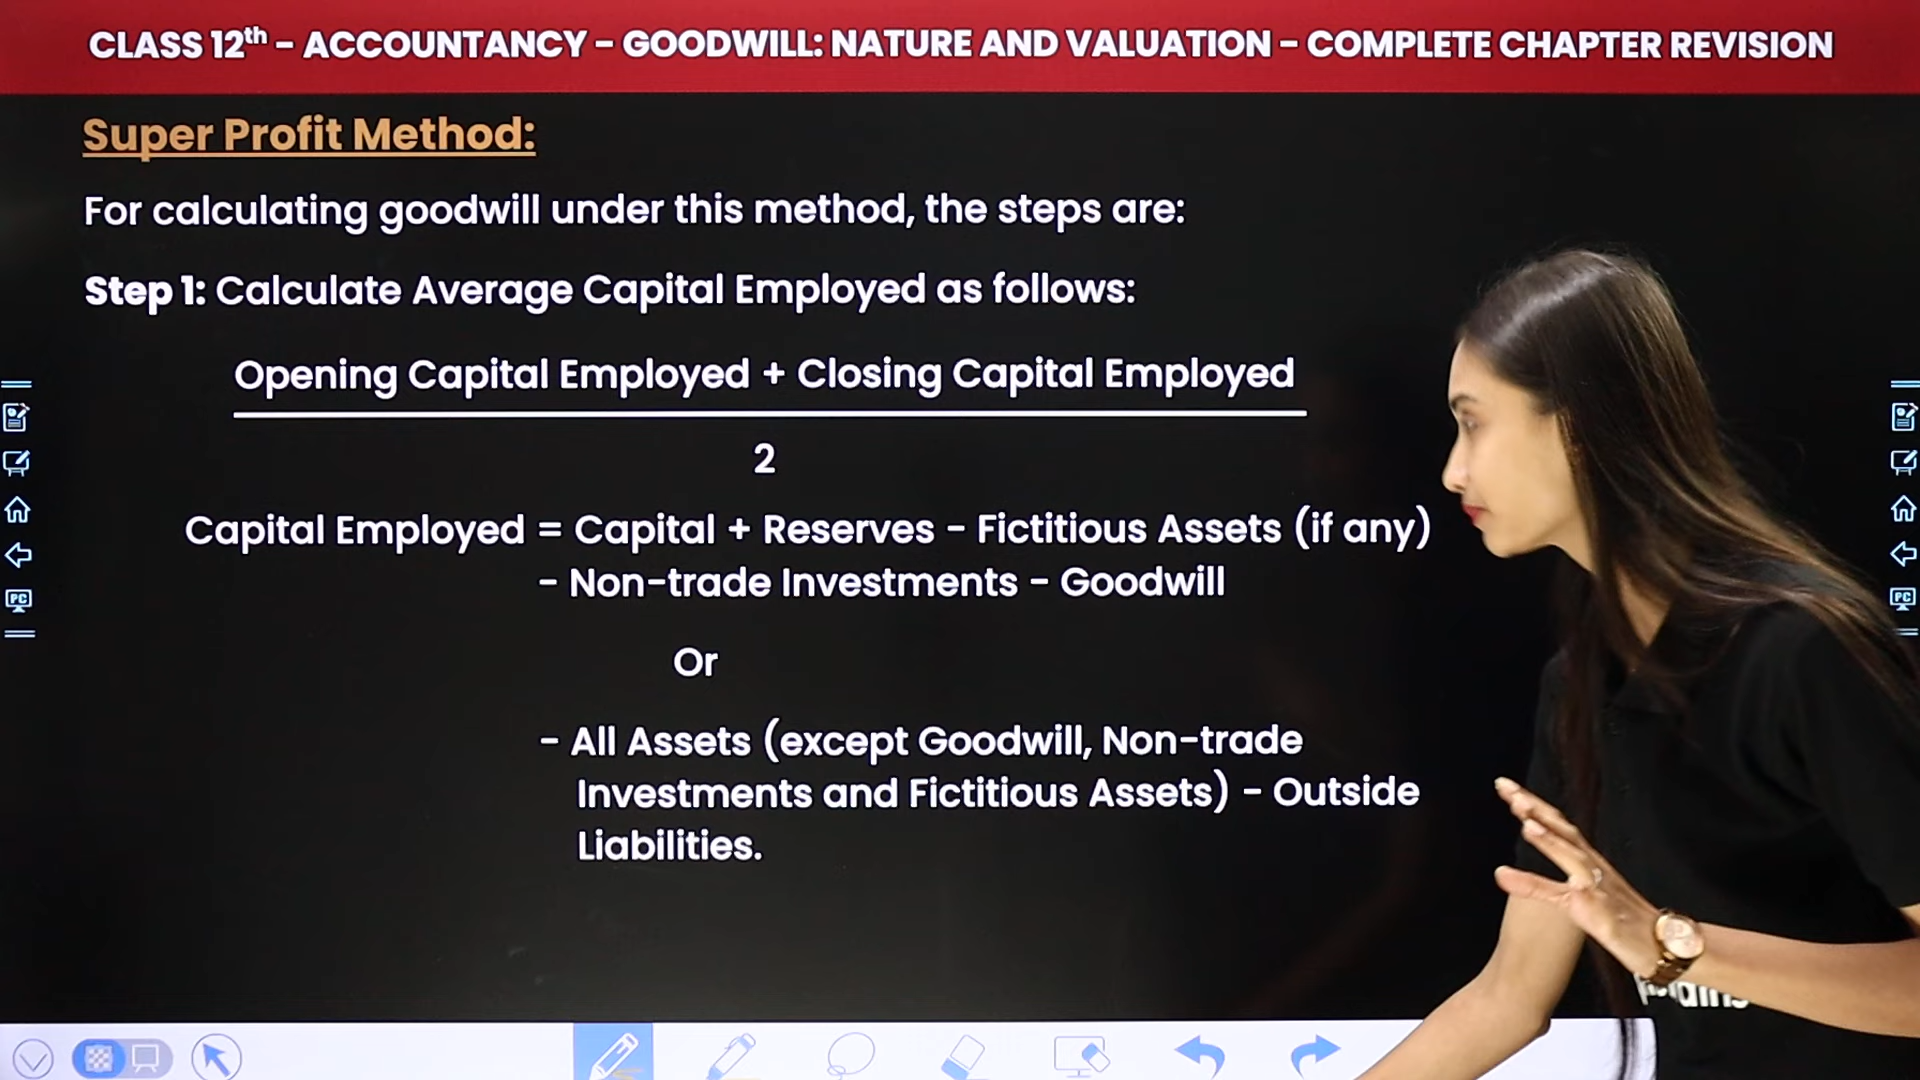 CLASS 12th – ACCOUNTANCY – GOODWILL: NATURE AND VALUATION – COMPLETE CHAPTER REVISION
Super Profit Method:
For calculating goodwill under this method, the steps are:
Step 1: Calculate Average Capital Employed as follows:
Opening Capital Employed + Closing Capital Employed
2
Capital Employed = Capital + Reserves - Fictitious Assets (if any)
- Non-trade Investments - Goodwill
Or
- All Assets (except Goodwill, Non-trade
Investments and Fictitious Assets) - Outside
Liabilities.
PC
PC